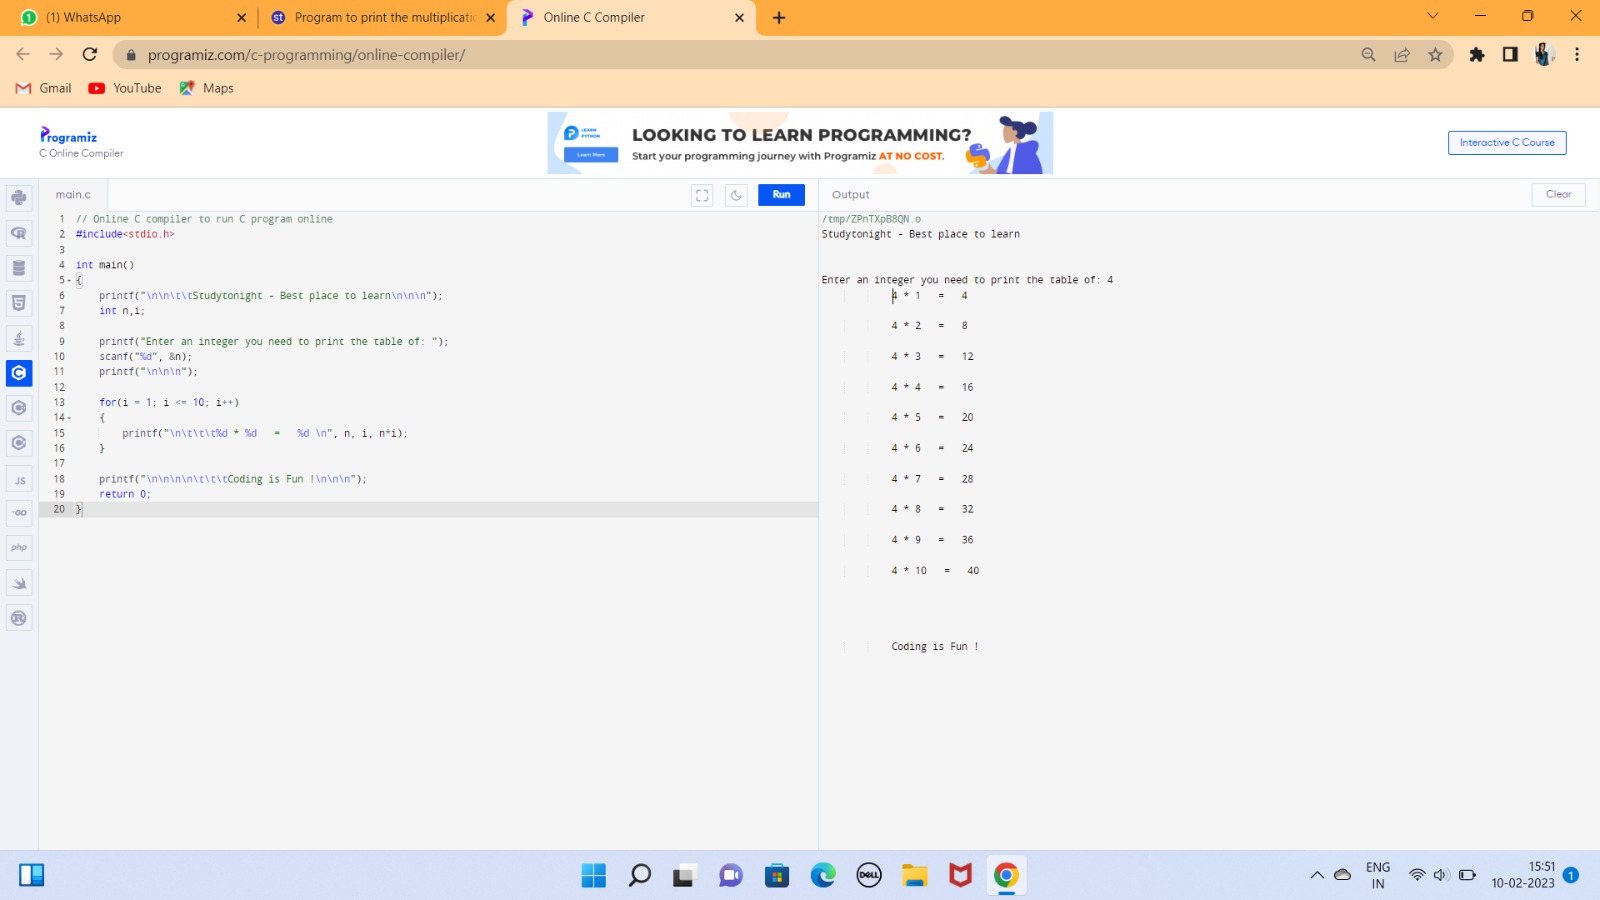 (1) WhatsApp
Program to print the multiplicatic
Online C Compiler
programiz.com/c-programming/online-compiler/
Gmail YouTube Maps
Programiz
C Online Compiler
LEARN
PYTHON
Learn More
LOOKING TO LEARN PROGRAMMING?
Start your programming journey with Programiz AT NO COST.
Interactive C Course
main.c
Run
1 // Online C compiler to run C program online
2 #include<stdio.h>
3
4 int main()
5 - {
6 printf("\n\n\t\tStudytonight - Best place to learn\n\n\n");
7 int n,i;
8
9 printf("Enter an integer you need to print the table of: ");
10 scanf("%d", &n);
11 printf("\n\n\n");
12
13 for(i = 1; i <= 10; i++)
14 - {
15 printf("\n\t\t\t%d * %d   =   %d \n", n, i, n*i);
16 }
17
18 printf("\n\n\n\n\t\t\tCoding is Fun !\n\n\n");
19 return 0;
20 }
Output
Clear
/tmp/ZPnTXpB8QN.o
Studytonight - Best place to learn
Enter an integer you need to print the table of: 4
4 * 1   =   4
4 * 2   =   8
4 * 3   =   12
4 * 4   =   16
4 * 5   =   20
4 * 6   =   24
4 * 7   =   28
4 * 8   =   32
4 * 9   =   36
4 * 10   =   40
Coding is Fun !
JS
GO
php
DELL
ENG
IN
15:51
10-02-2023
1